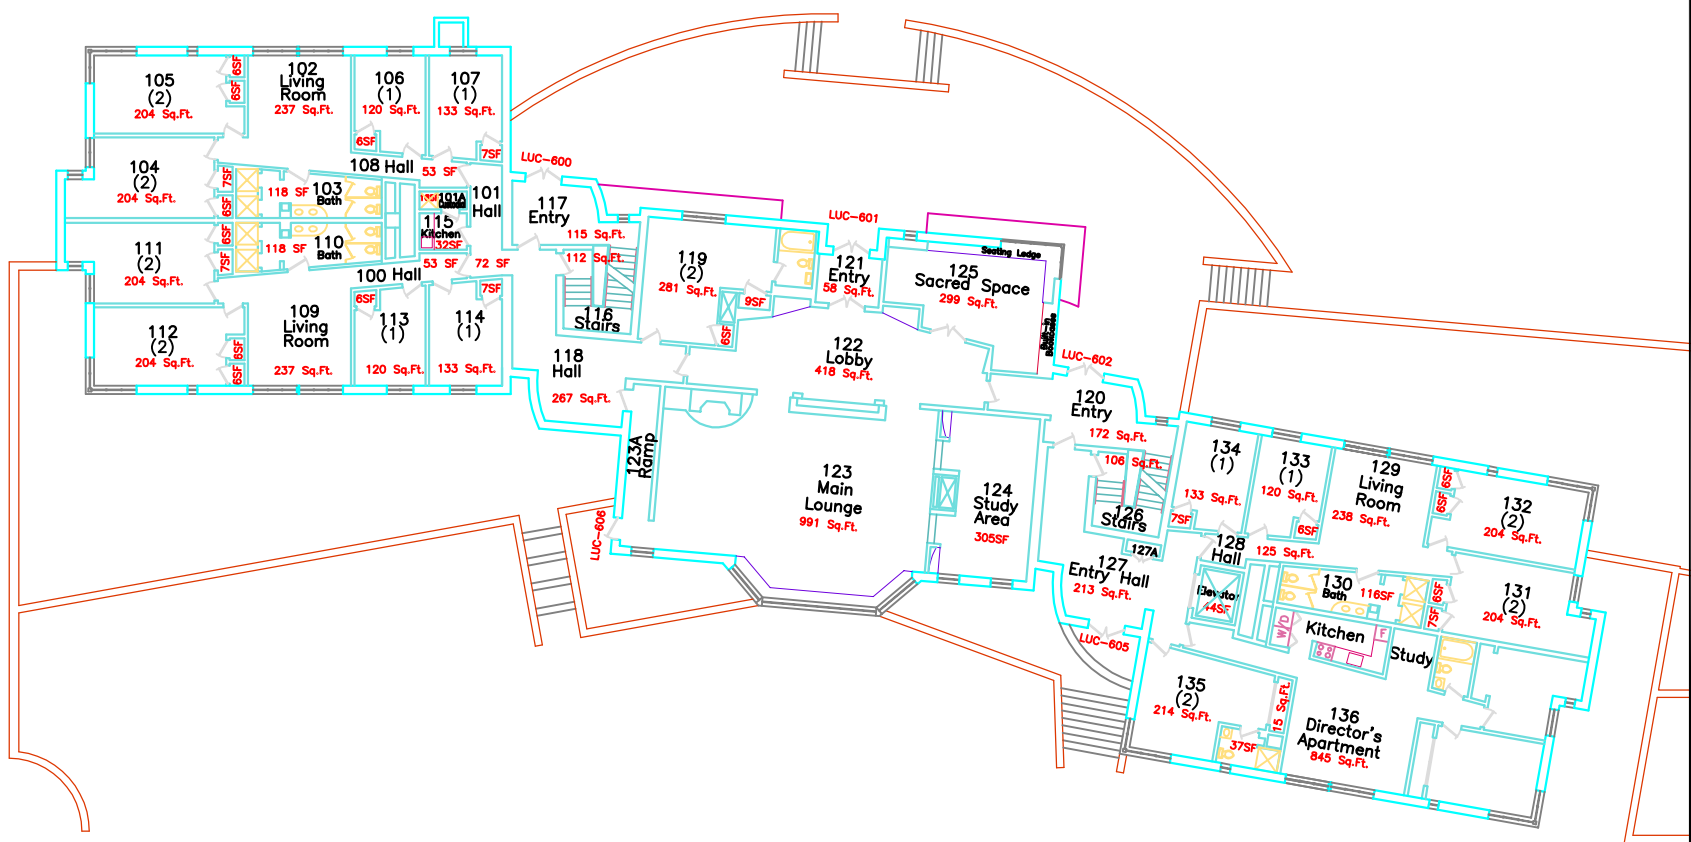 105
(2)
204 Sq.Ft.
6SF
6SF
102
Living
Room
237 Sq.Ft.
106
(1)
120 Sq.Ft.
6SF
107
(1)
133 Sq.Ft.
7SF
108 Hall
53 SF
104
(2)
204 Sq.Ft.
7SF
6SF
118 SF
103
Bath
101A
101
Hall
72 SF
115
Kitchen
32SF
111
(2)
204 Sq.Ft.
6SF
7SF
118 SF
110
Bath
100 Hall
53 SF
112
(2)
204 Sq.Ft.
6SF
6SF
109
Living
Room
237 Sq.Ft.
6SF
113
(1)
120 Sq.Ft.
7SF
114
(1)
133 Sq.Ft.
LUC-600
117
Entry
115 Sq.Ft.
112 Sq.Ft.
116
Stairs
118
Hall
267 Sq.Ft.
119
(2)
281 Sq.Ft.
9SF
6SF
LUC-601
121
Entry
58 Sq.Ft.
Seating Ledge
125
Sacred Space
299 Sq.Ft.
Built-in
Bookcase
122
Lobby
418 Sq.Ft.
123A
Ramp
LUC-606
123
Main
Lounge
991 Sq.Ft.
124
Study
Area
305SF
LUC-602
120
Entry
172 Sq.Ft.
106 Sq.Ft.
126
Stairs
127A
127
Entry Hall
213 Sq.Ft.
LUC-605
134
(1)
133 Sq.Ft.
7SF
133
(1)
120 Sq.Ft.
6SF
129
Living
Room
238 Sq.Ft.
6SF
6SF
132
(2)
204 Sq.Ft.
128
Hall
125 Sq.Ft.
Elevator
44SF
130
Bath
116SF
6SF
7SF
131
(2)
204 Sq.Ft.
W/D
Kitchen
F
Study
135
(2)
214 Sq.Ft.
15 Sq.Ft.
37SF
136
Director's
Apartment
845 Sq.Ft.